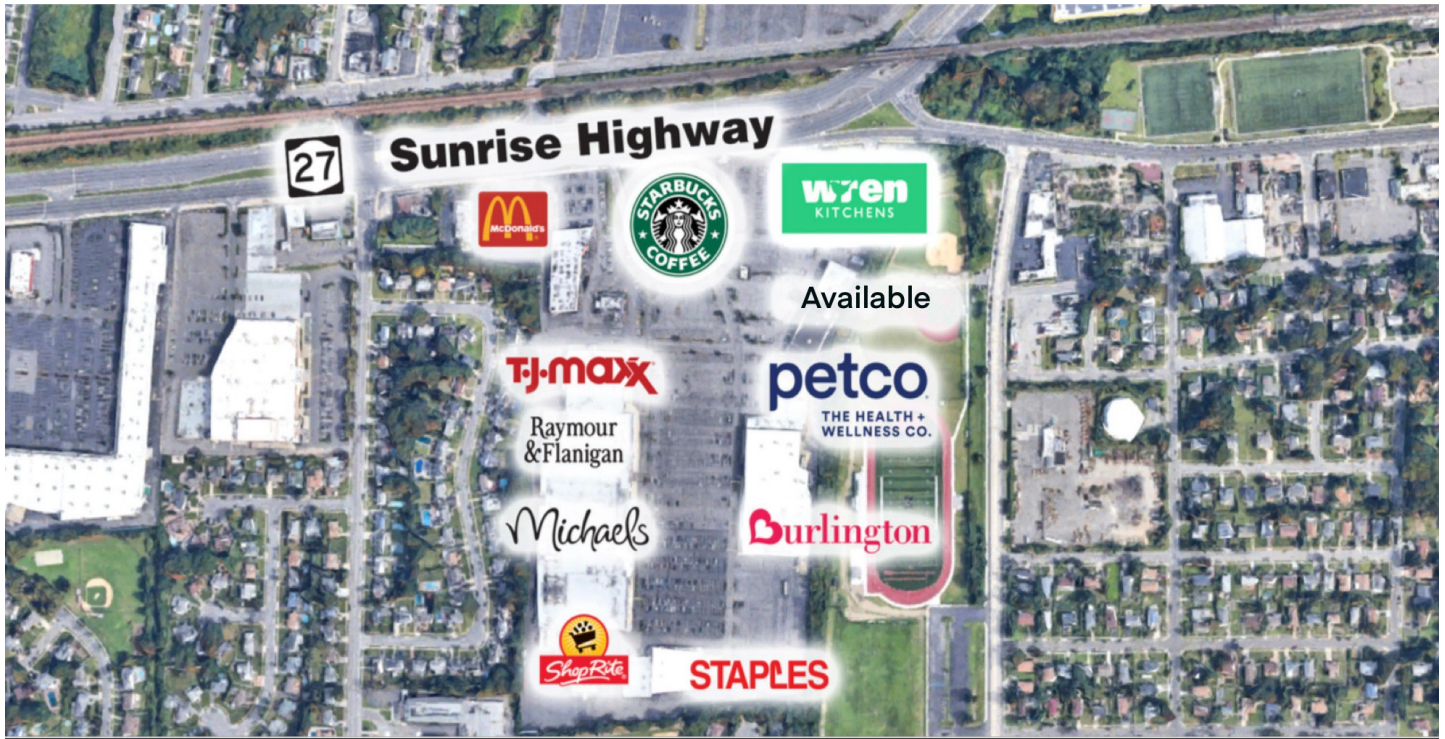 27
Sunrise Highway
McDonald's
STARBUCKS
COFFEE
wren
KITCHENS
Available
T·J·maxx
petco
THE HEALTH +
WELLNESS CO.
Raymour
&Flanigan
Michaels
Burlington
ShopRite
STAPLES